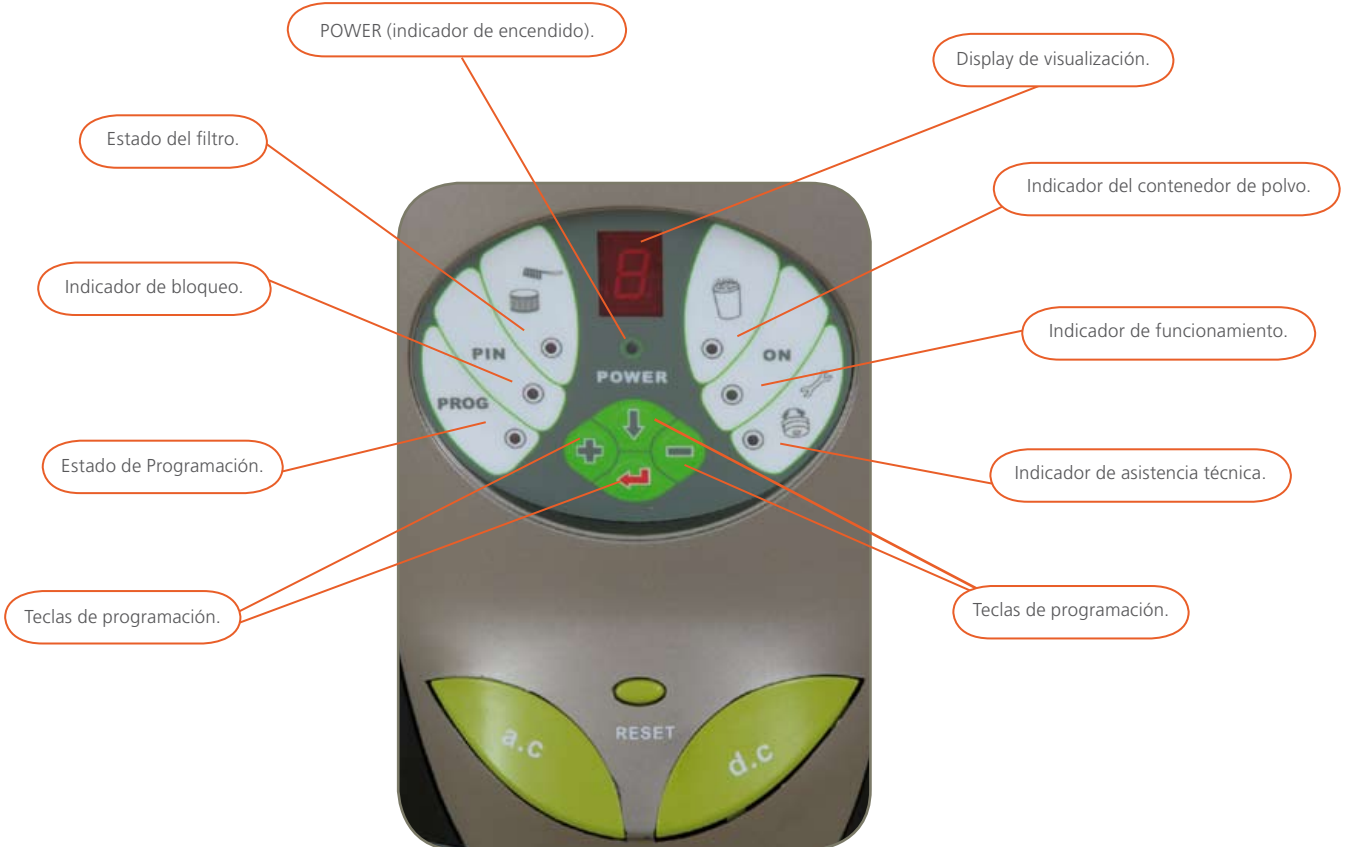 POWER (indicador de encendido).
Display de visualización.
Estado del filtro.
Indicador del contenedor de polvo.
Indicador de bloqueo.
Indicador de funcionamiento.
Estado de Programación.
Indicador de asistencia técnica.
Teclas de programación.
Teclas de programación.
8
PIN
ON
POWER
PROG
RESET
a.c
d.c